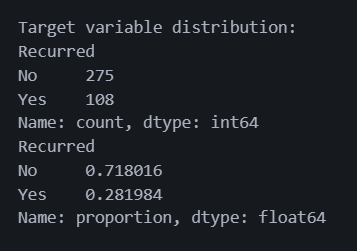 Target variable distribution:
Recurred
No     275
Yes    108
Name: count, dtype: int64
Recurred
No     0.718016
Yes    0.281984
Name: proportion, dtype: float64